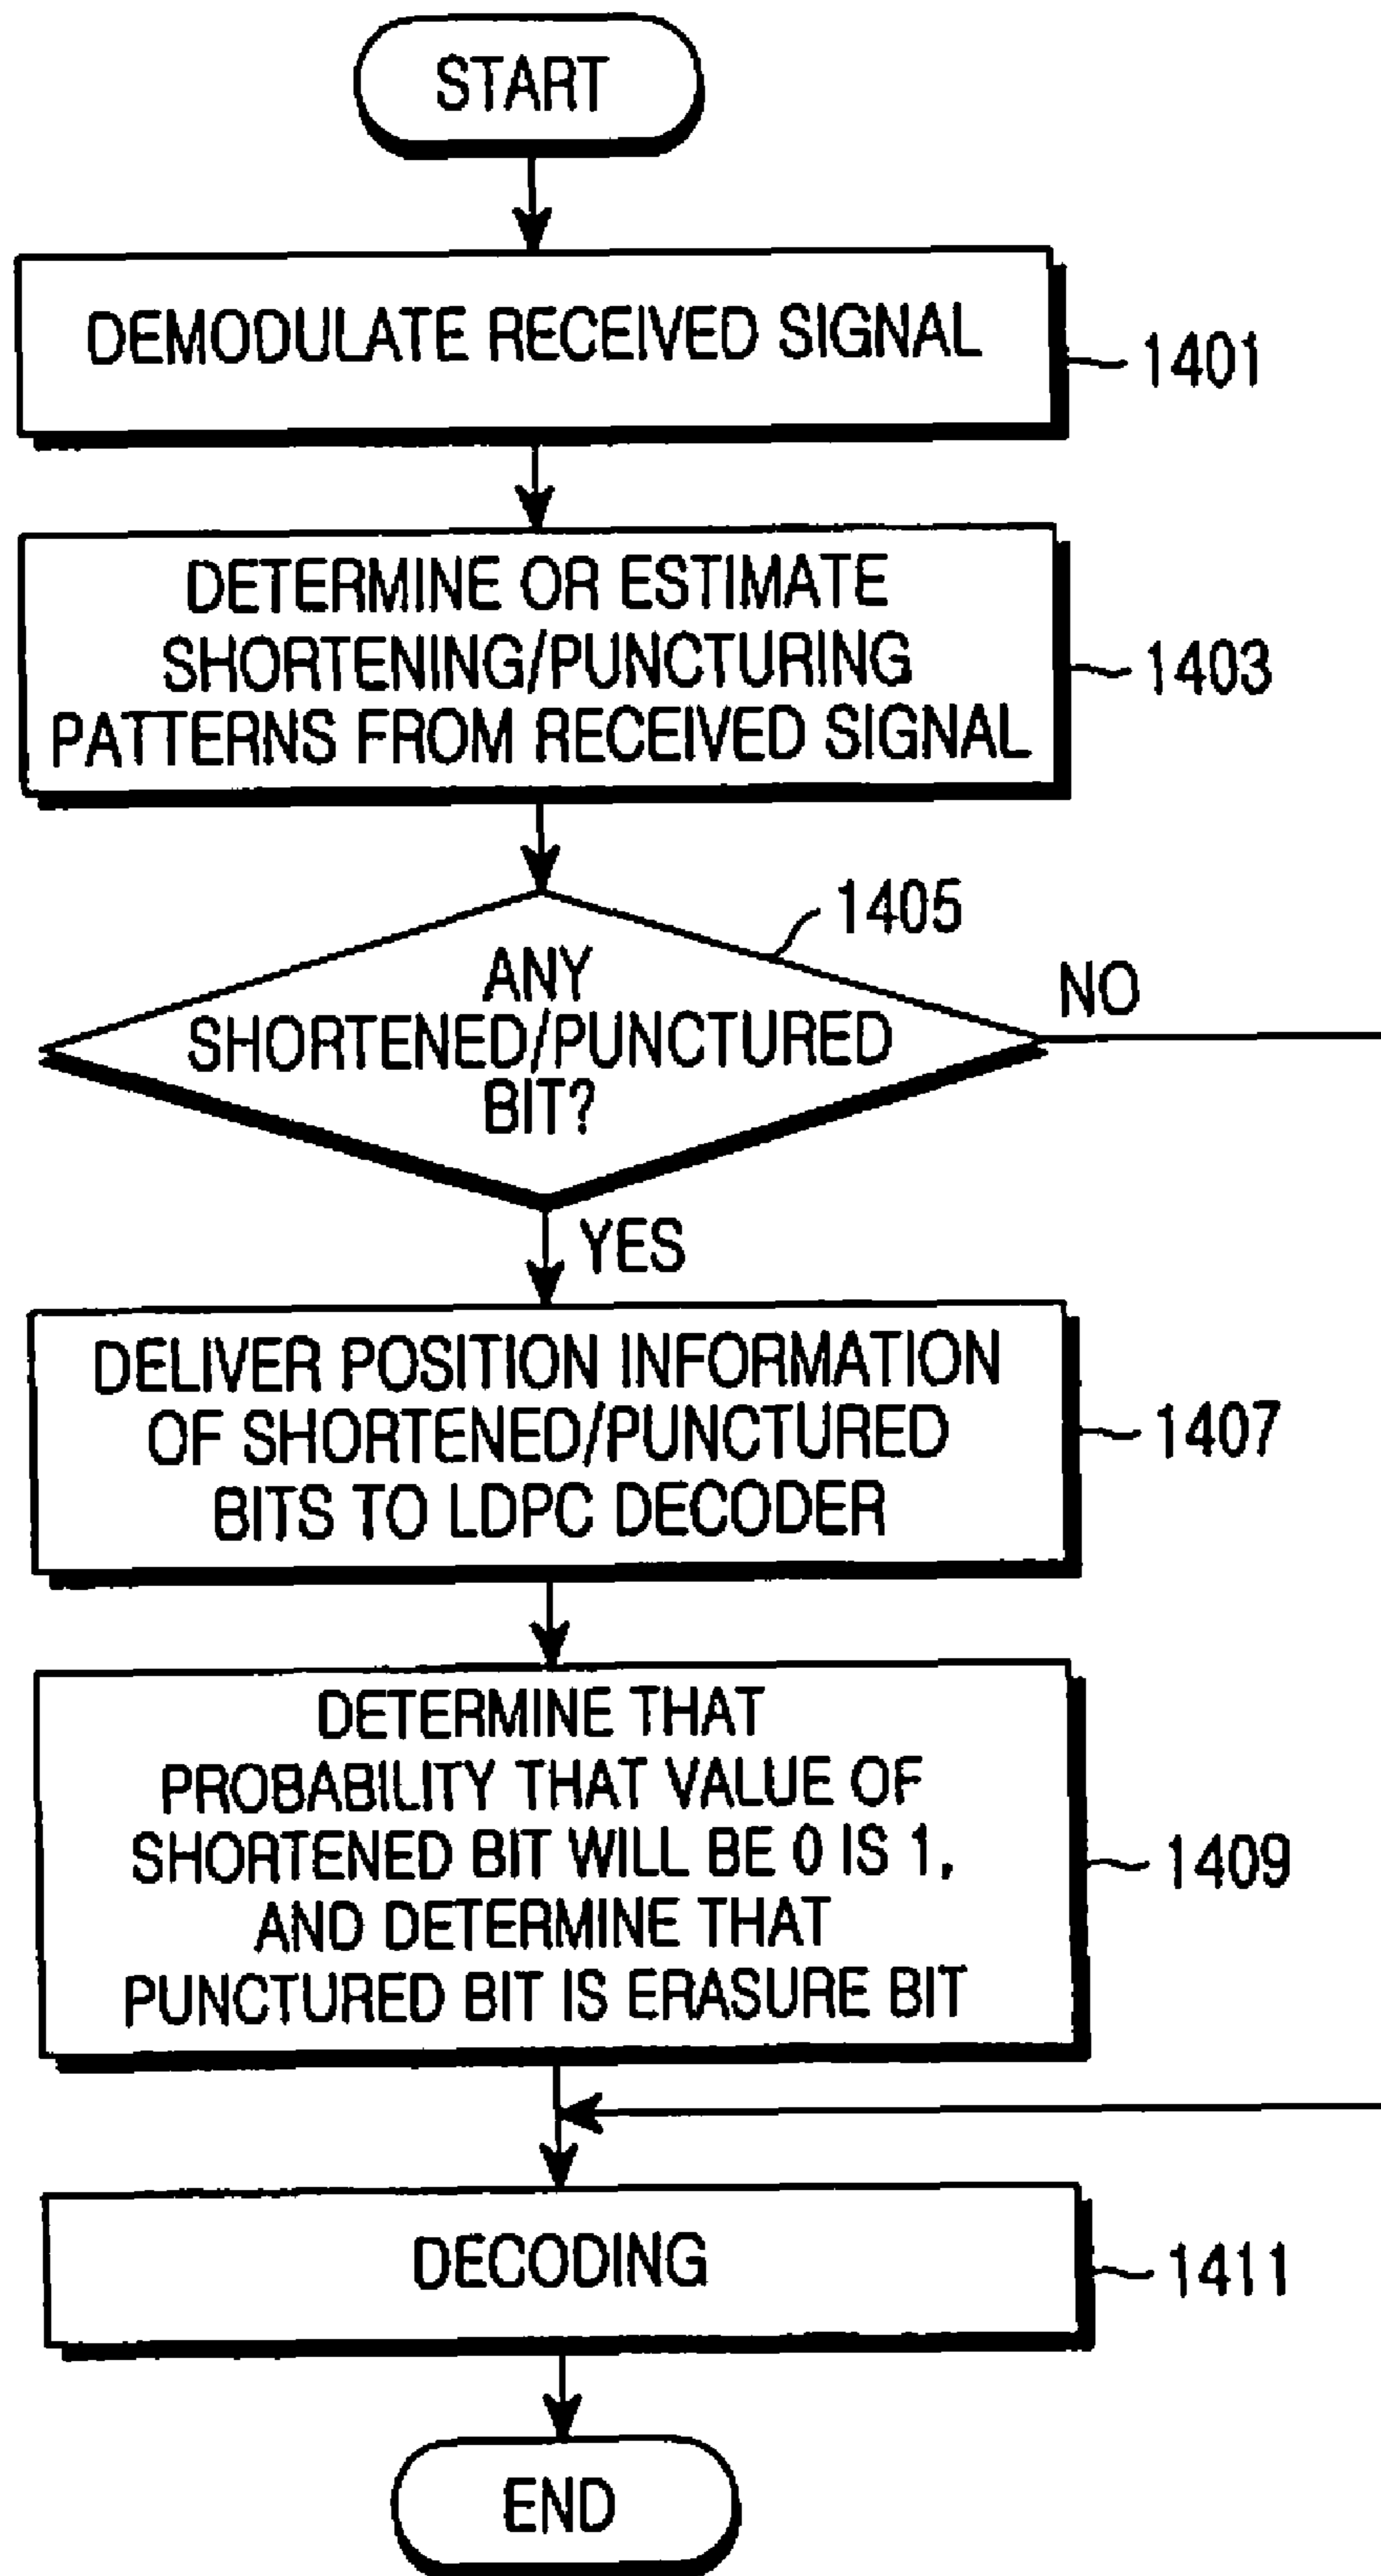 START
DEMODULATE RECEIVED SIGNAL
1401
DETERMINE OR ESTIMATE
SHORTENING/PUNCTURING
PATTERNS FROM RECEIVED SIGNAL
1403
1405
ANY
SHORTENED/PUNCTURED
BIT?
NO
YES
DELIVER POSITION INFORMATION
OF SHORTENED/PUNCTURED
BITS TO LDPC DECODER
1407
DETERMINE THAT
PROBABILITY THAT VALUE OF
SHORTENED BIT WILL BE 0 IS 1,
AND DETERMINE THAT
PUNCTURED BIT IS ERASURE BIT
1409
DECODING
1411
END